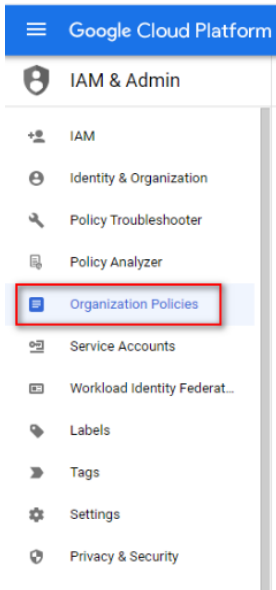 Google Cloud Platform
IAM & Admin
IAM
Identity & Organization
Policy Troubleshooter
Policy Analyzer
Organization Policies
Service Accounts
Workload Identity Federat...
Labels
Tags
Settings
Privacy & Security